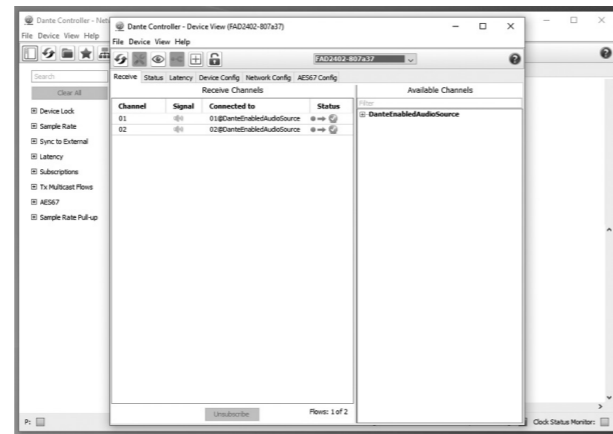 Dante Controller - Net
File Device View Help
Search
Clear All
Device Lock
Sample Rate
Sync to External
Latency
Subscriptions
Tx Multicast Flows
AES67
Sample Rate Pull-up
P:
Dante Controller - Device View (FAD2402-807a37)
File Device View Help
FAD2402-807a37
Receive Status Latency Device Config Network Config AES67 Config
Receive Channels
Channel Signal Connected to Status
01 01@DanteEnabledAudioSource
02 02@DanteEnabledAudioSource
Unsubscribe Flows: 1 of 2
Available Channels
Filter
DanteEnabledAudioSource
Clock Status Monitor: